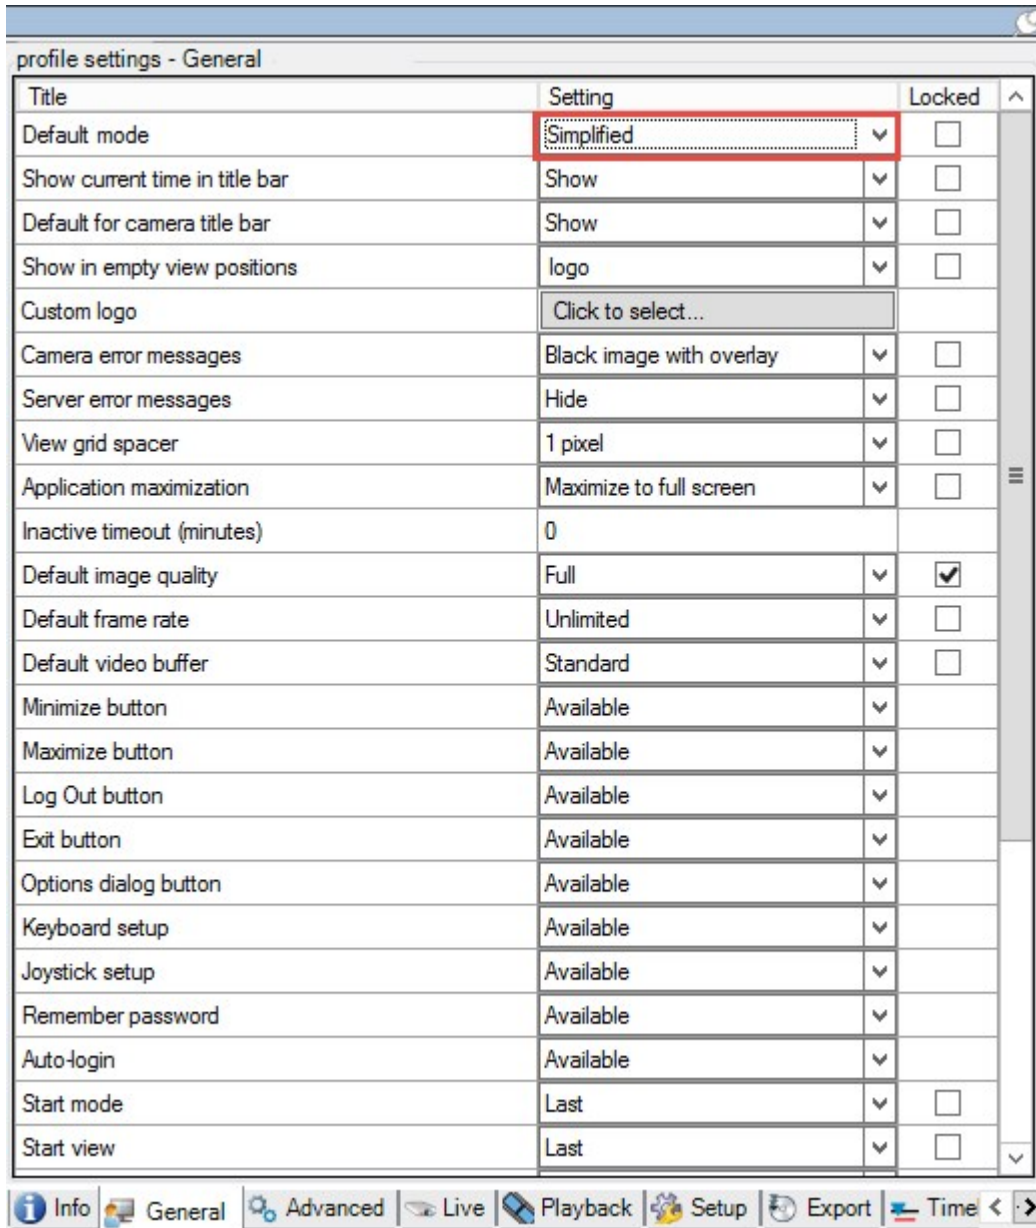 profile settings - General
Title Setting Locked
Default mode Simplified
Show current time in title bar Show
Default for camera title bar Show
Show in empty view positions logo
Custom logo Click to select...
Camera error messages Black image with overlay
Server error messages Hide
View grid spacer 1 pixel
Application maximization Maximize to full screen
Inactive timeout (minutes) 0
Default image quality Full
Default frame rate Unlimited
Default video buffer Standard
Minimize button Available
Maximize button Available
Log Out button Available
Exit button Available
Options dialog button Available
Keyboard setup Available
Joystick setup Available
Remember password Available
Auto-login Available
Start mode Last
Start view Last
Info General Advanced Live Playback Setup Export Timel